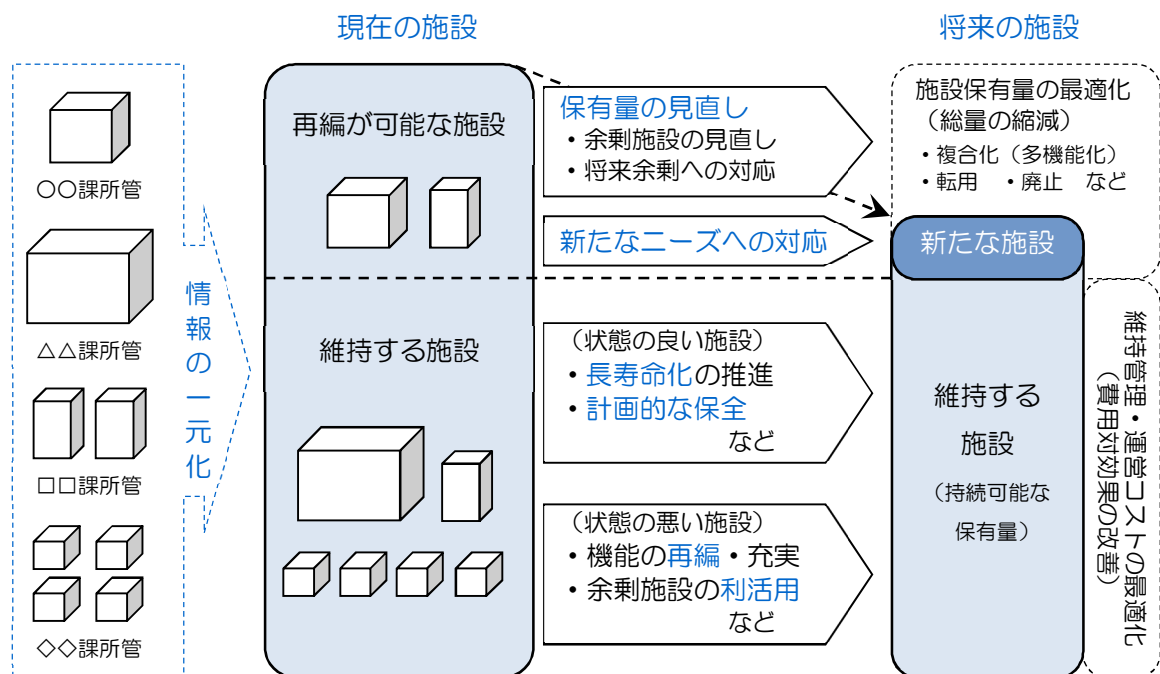 現在の施設
将来の施設
○○課所管
△△課所管
□□課所管
◇◇課所管
情報の一元化
再編が可能な施設
維持する施設
保有量の見直し
・余剰施設の見直し
・将来余剰への対応
新たなニーズへの対応
（状態の良い施設）
・長寿命化の推進
・計画的な保全
など
（状態の悪い施設）
・機能の再編・充実
・余剰施設の利活用
など
施設保有量の最適化
（総量の縮減）
・複合化（多機能化）
・転用　・廃止　など
新たな施設
維持する
施設
（持続可能な
保有量）
維持管理・運営コストの最適化
（費用対効果の改善）